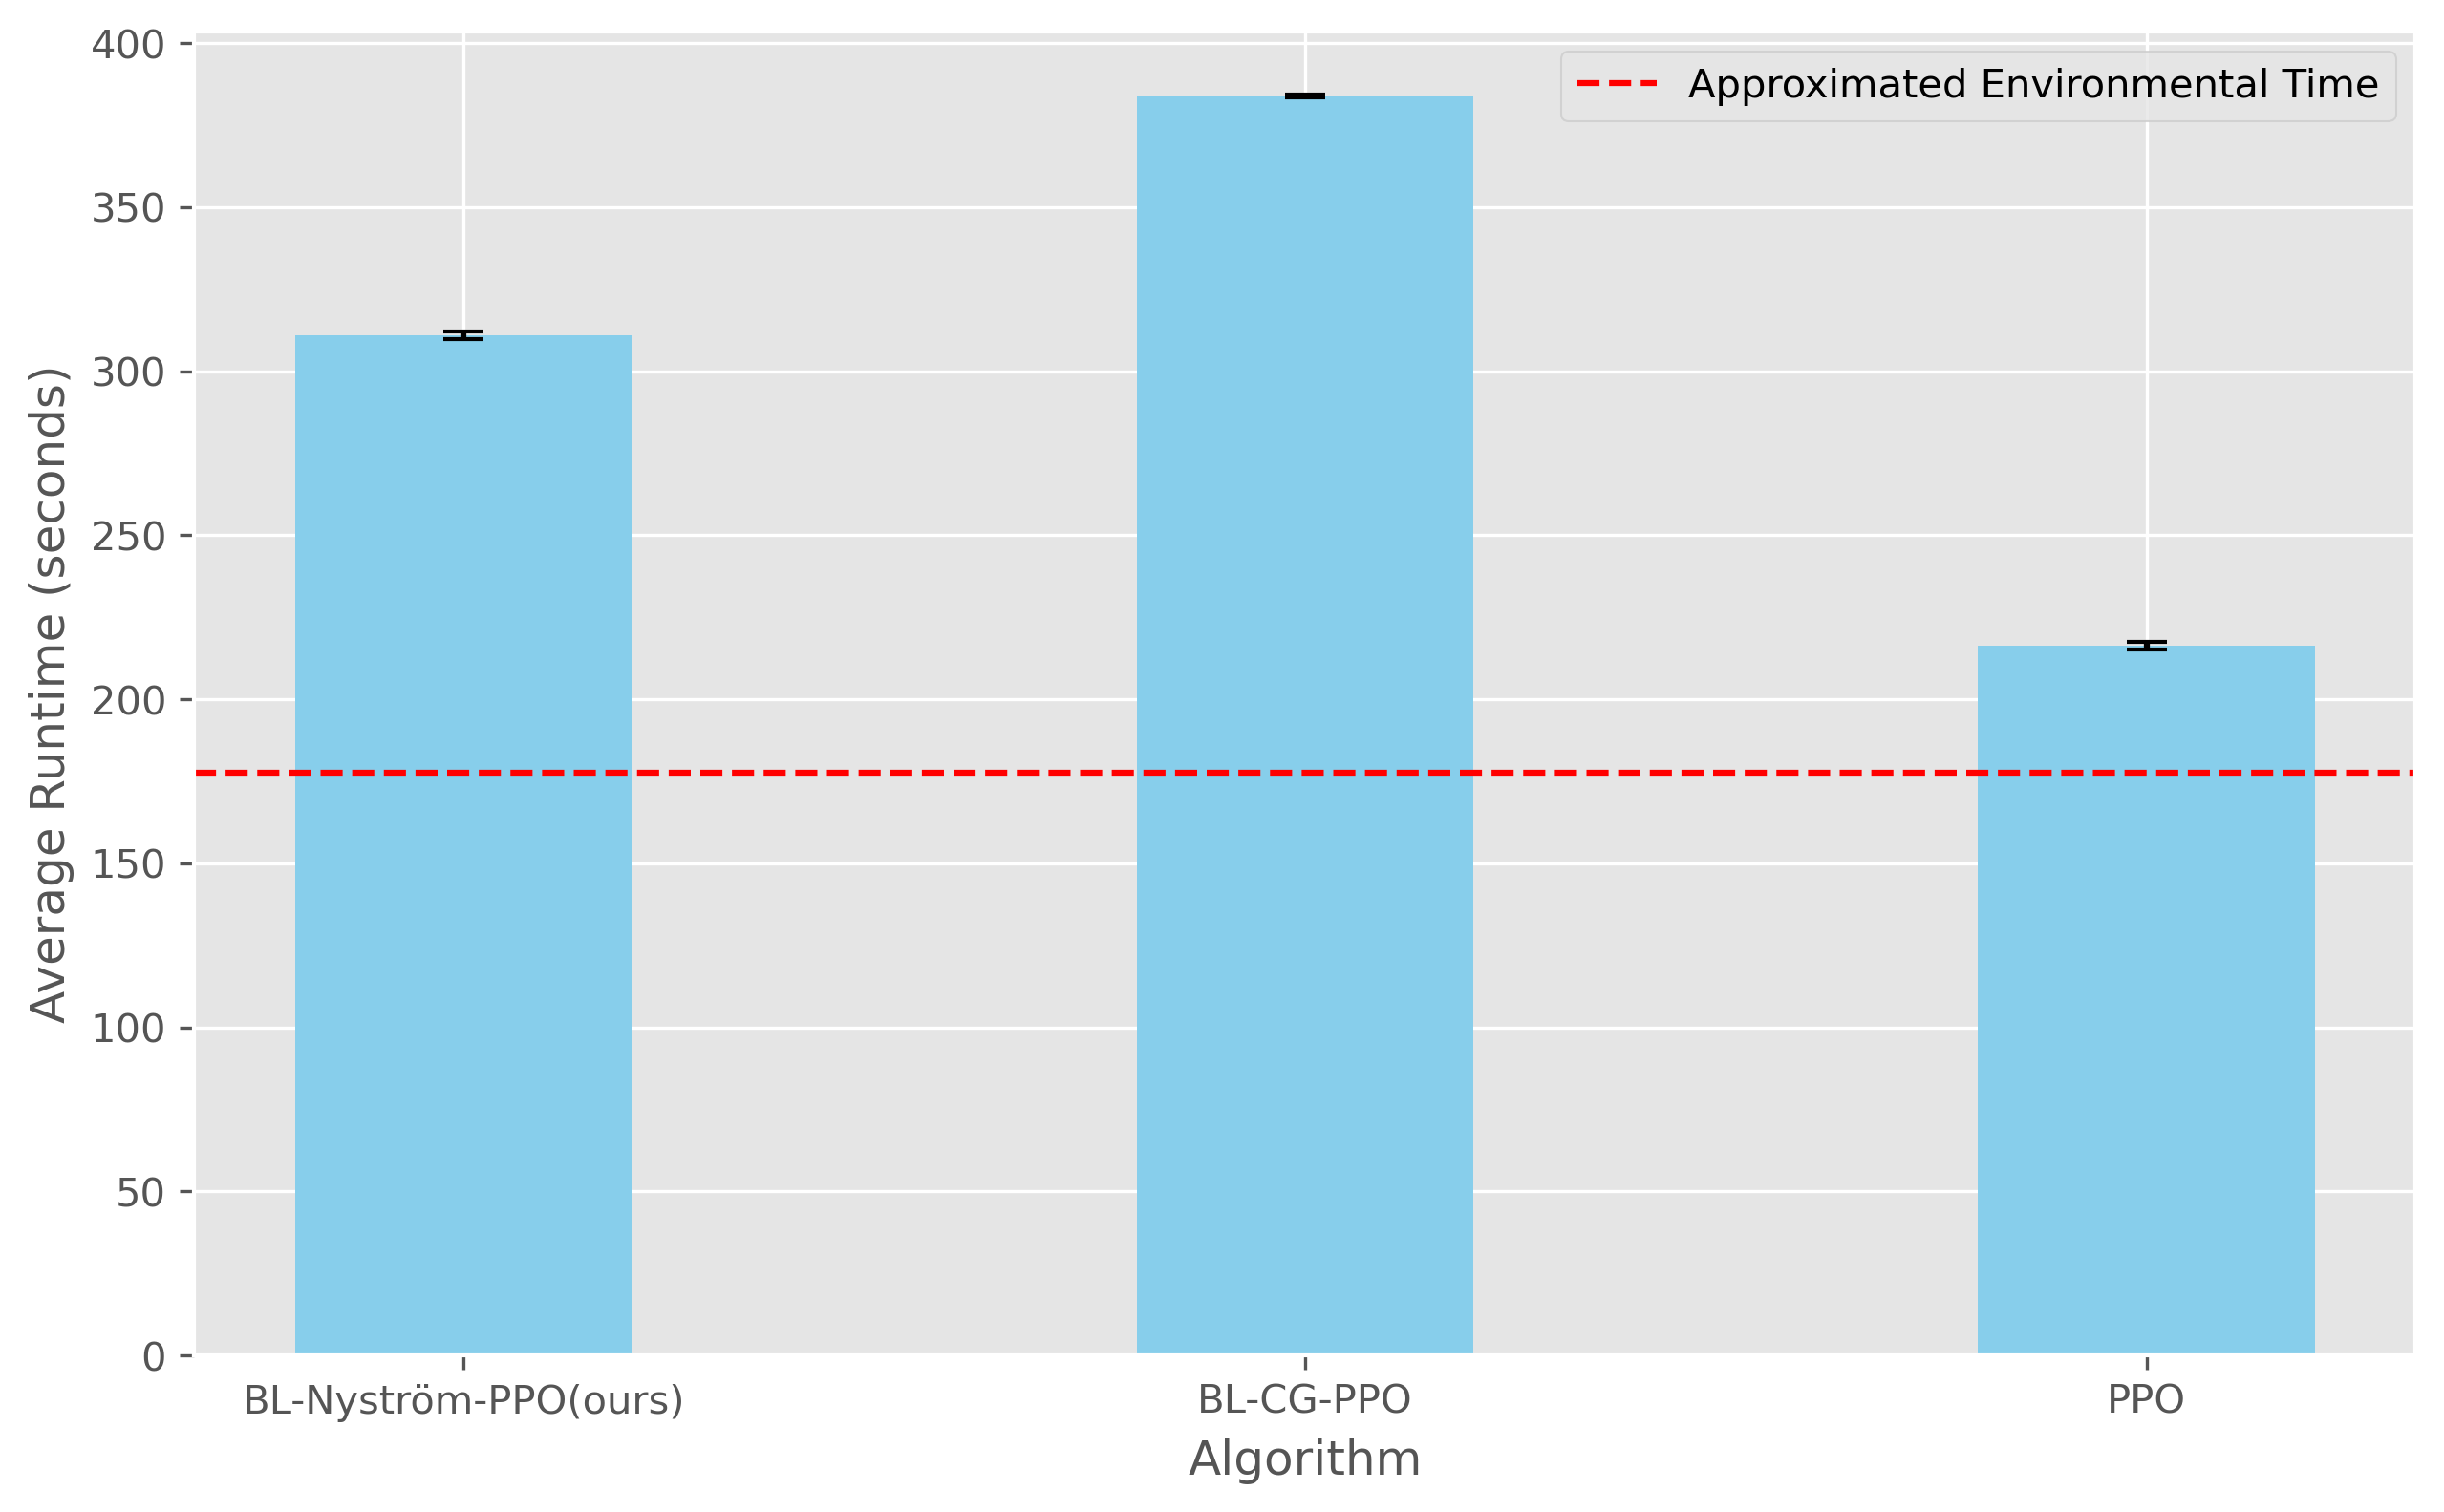 Average Runtime (seconds)
400
350
300
250
200
150
100
50
0
Approximated Environmental Time
BL-Nyström-PPO(ours)
BL-CG-PPO
PPO
Algorithm